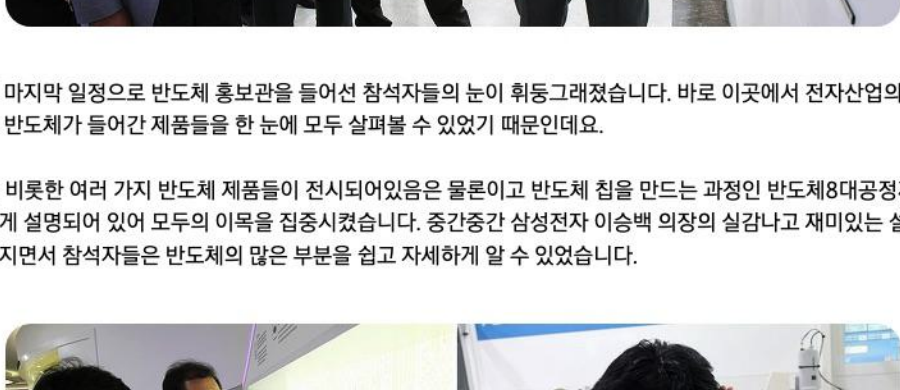 마지막 일정으로 반도체 홍보관을 들어선 참석자들의 눈이 휘둥그래졌습니다. 바로 이곳에서 전자산업의
반도체가 들어간 제품들을 한 눈에 모두 살펴볼 수 있었기 때문인데요.
비롯한 여러 가지 반도체 제품들이 전시되어있음은 물론이고 반도체 칩을 만드는 과정인 반도체8대공정
게 설명되어 있어 모두의 이목을 집중시켰습니다. 중간중간 삼성전자 이승백 의장의 실감나고 재미있는
지면서 참석자들은 반도체의 많은 부분을 쉽고 자세하게 알 수 있었습니다.